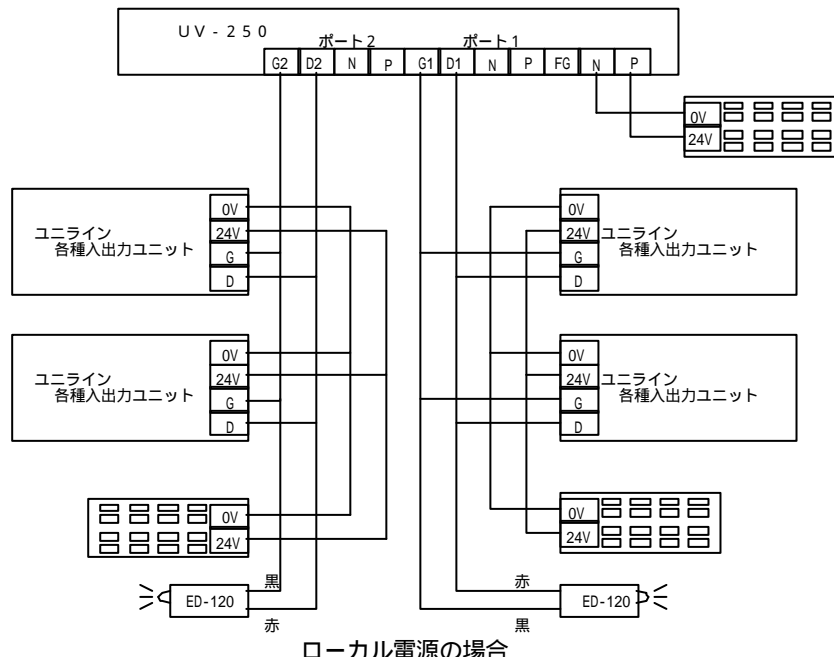 UV-250
ポート2 ポート1
G2 D2 N P G1 D1 N P FG N P
0V
24V
ユニライン
各種入出力ユニット
0V
24V
G
D
0V
24V
G
D
ユニライン
各種入出力ユニット
ユニライン
各種入出力ユニット
0V
24V
G
D
0V
24V
G
D
ユニライン
各種入出力ユニット
0V
24V
0V
24V
黒
ED-120
赤
赤
ED-120
黒
ローカル電源の場合